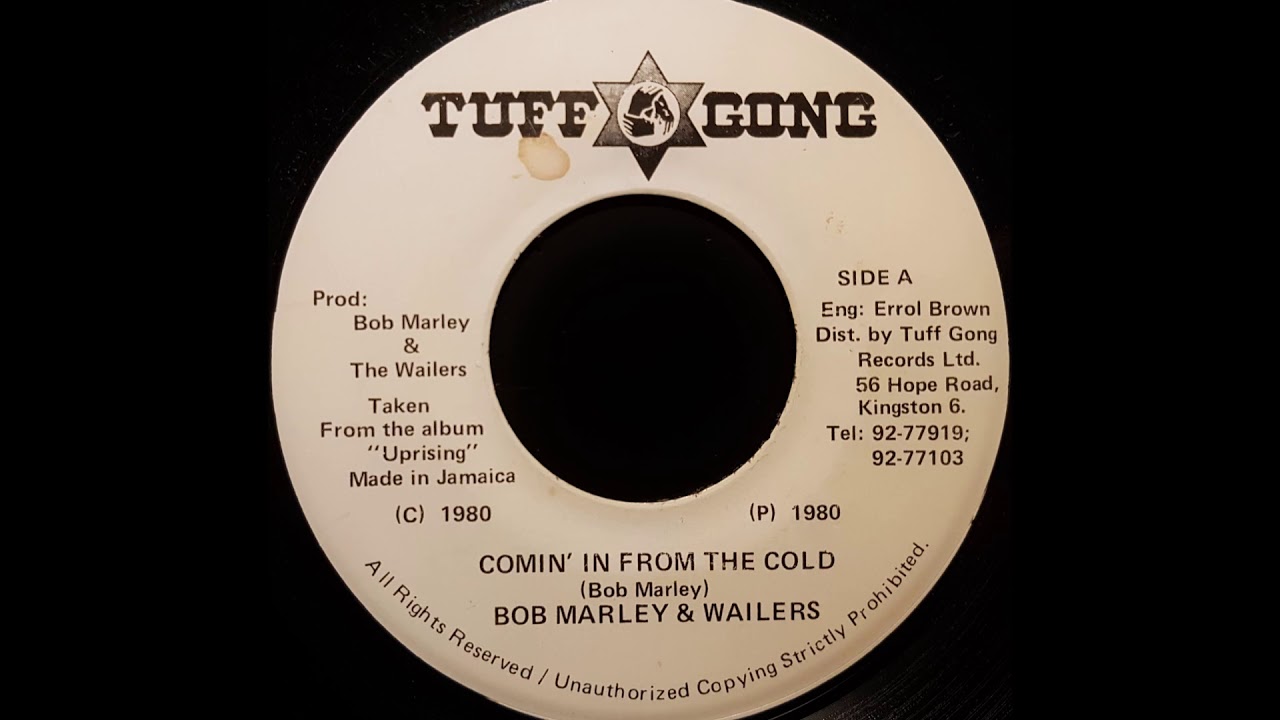 TUFF GONG
Prod:
Bob Marley
&
The Wailers
Taken
From the album
"Uprising"
Made in Jamaica
(C) 1980
SIDE A
Eng: Errol Brown
Dist. by Tuff Gong
Records Ltd.
56 Hope Road,
Kingston 6.
Tel: 92-77919;
92-77103
(P) 1980
COMIN' IN FROM THE COLD
(Bob Marley)
BOB MARLEY & WAILERS
All Rights Reserved / Unauthorized Copying Strictly Prohibited.